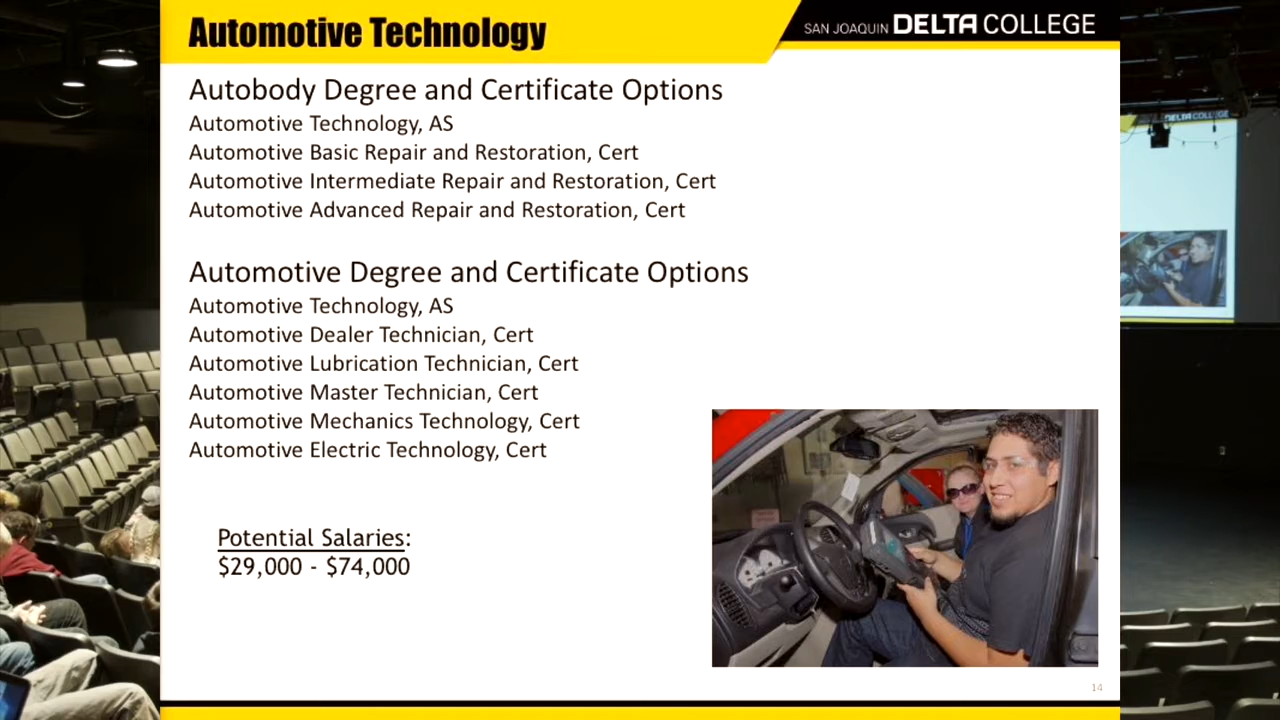 Automotive Technology
SAN JOAQUIN DELTA COLLEGE
Autobody Degree and Certificate Options
Automotive Technology, AS
Automotive Basic Repair and Restoration, Cert
Automotive Intermediate Repair and Restoration, Cert
Automotive Advanced Repair and Restoration, Cert
Automotive Degree and Certificate Options
Automotive Technology, AS
Automotive Dealer Technician, Cert
Automotive Lubrication Technician, Cert
Automotive Master Technician, Cert
Automotive Mechanics Technology, Cert
Automotive Electric Technology, Cert
Potential Salaries:
$29,000 - $74,000
14
DELTA COLLEGE